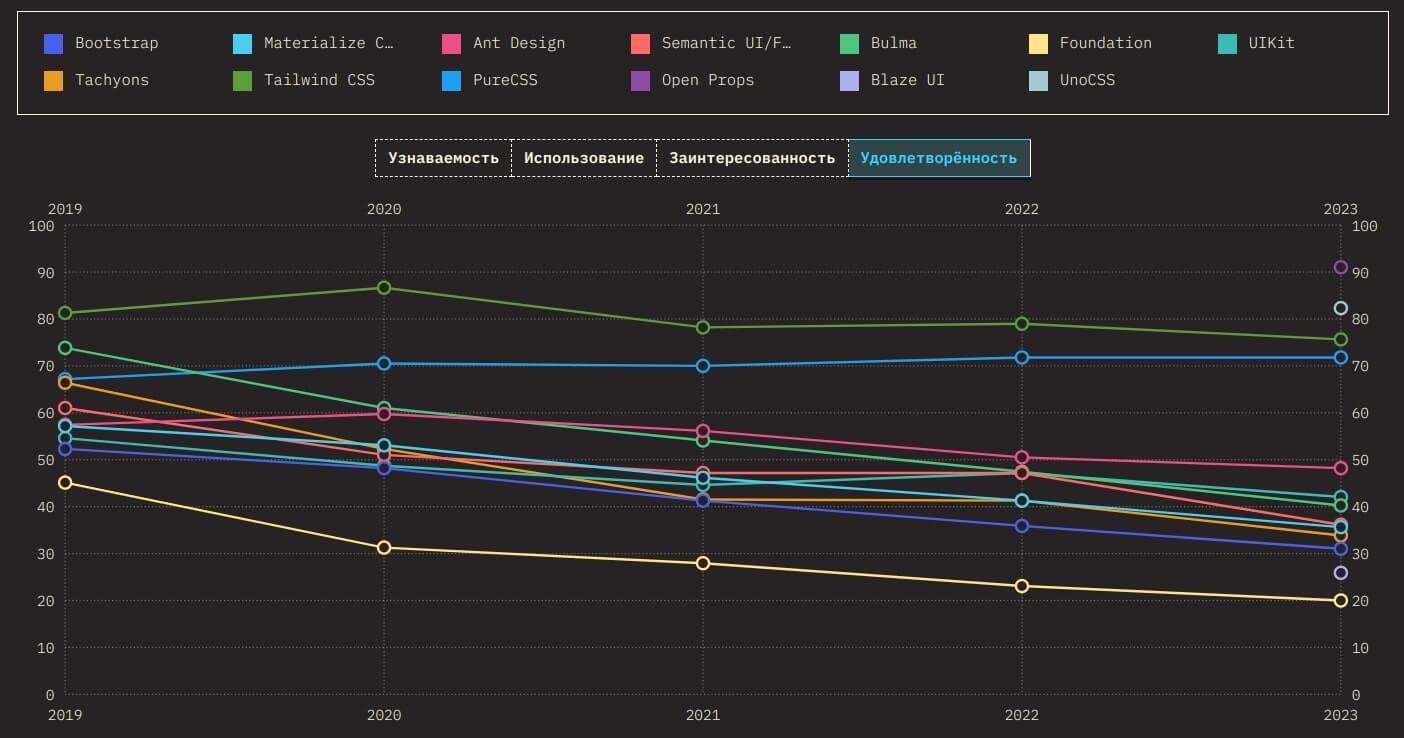 Bootstrap Materialize C… Ant Design Semantic UI/F… Bulma Foundation UIKit
Tachyons Tailwind CSS PureCSS Open Props Blaze UI UnoCSS
Узнаваемость Использование Заинтересованность Удовлетворённость
2019 2020 2021 2022 2023
100 100
90 90
80 80
70 70
60 60
50 50
40 40
30 30
20 20
10 10
0 0
2019 2020 2021 2022 2023